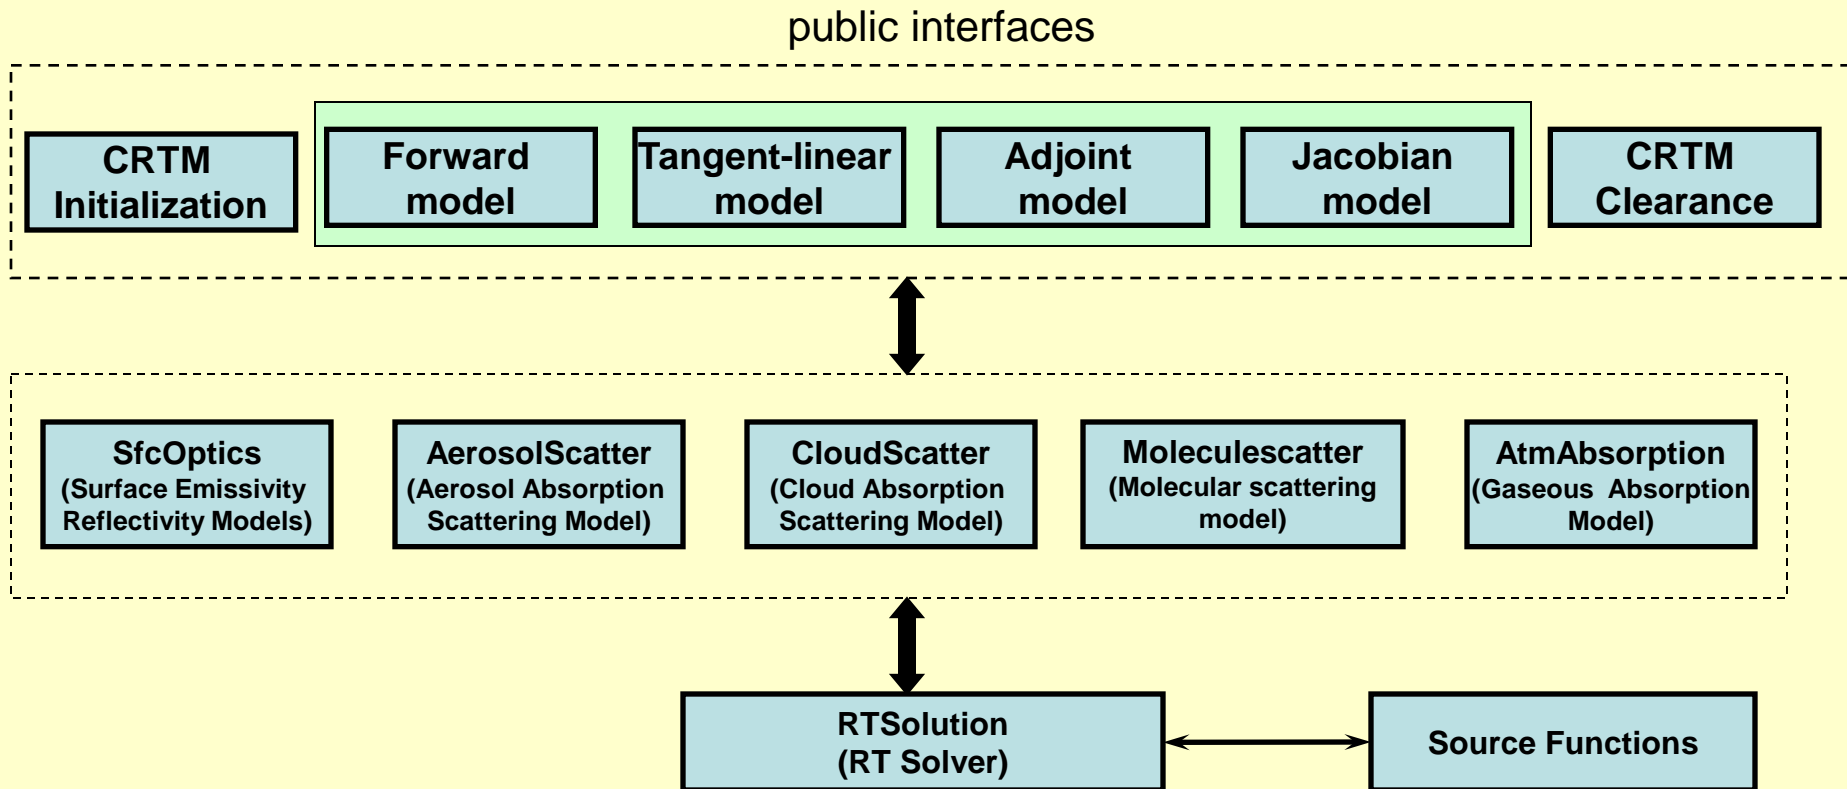 public interfaces
CRTM
Initialization
Forward
model
Tangent-linear
model
Adjoint
model
Jacobian
model
CRTM
Clearance
SfcOptics
(Surface Emissivity
Reflectivity Models)
AerosolScatter
(Aerosol Absorption
Scattering Model)
CloudScatter
(Cloud Absorption
Scattering Model)
Moleculescatter
(Molecular scattering
model)
AtmAbsorption
(Gaseous Absorption
Model)
RTSolution
(RT Solver)
Source Functions